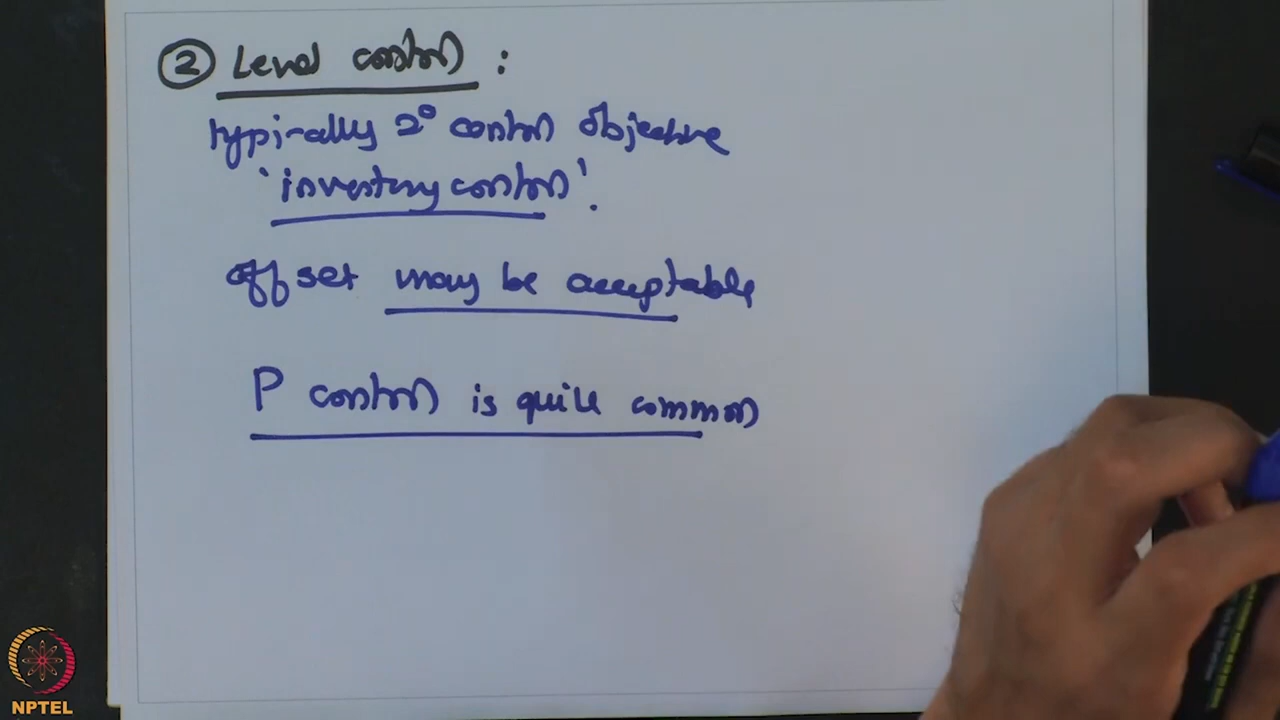 ② Level control :
typically 2° control objective
'inventory control'.
offset may be acceptable
P control is quite common
NPTEL